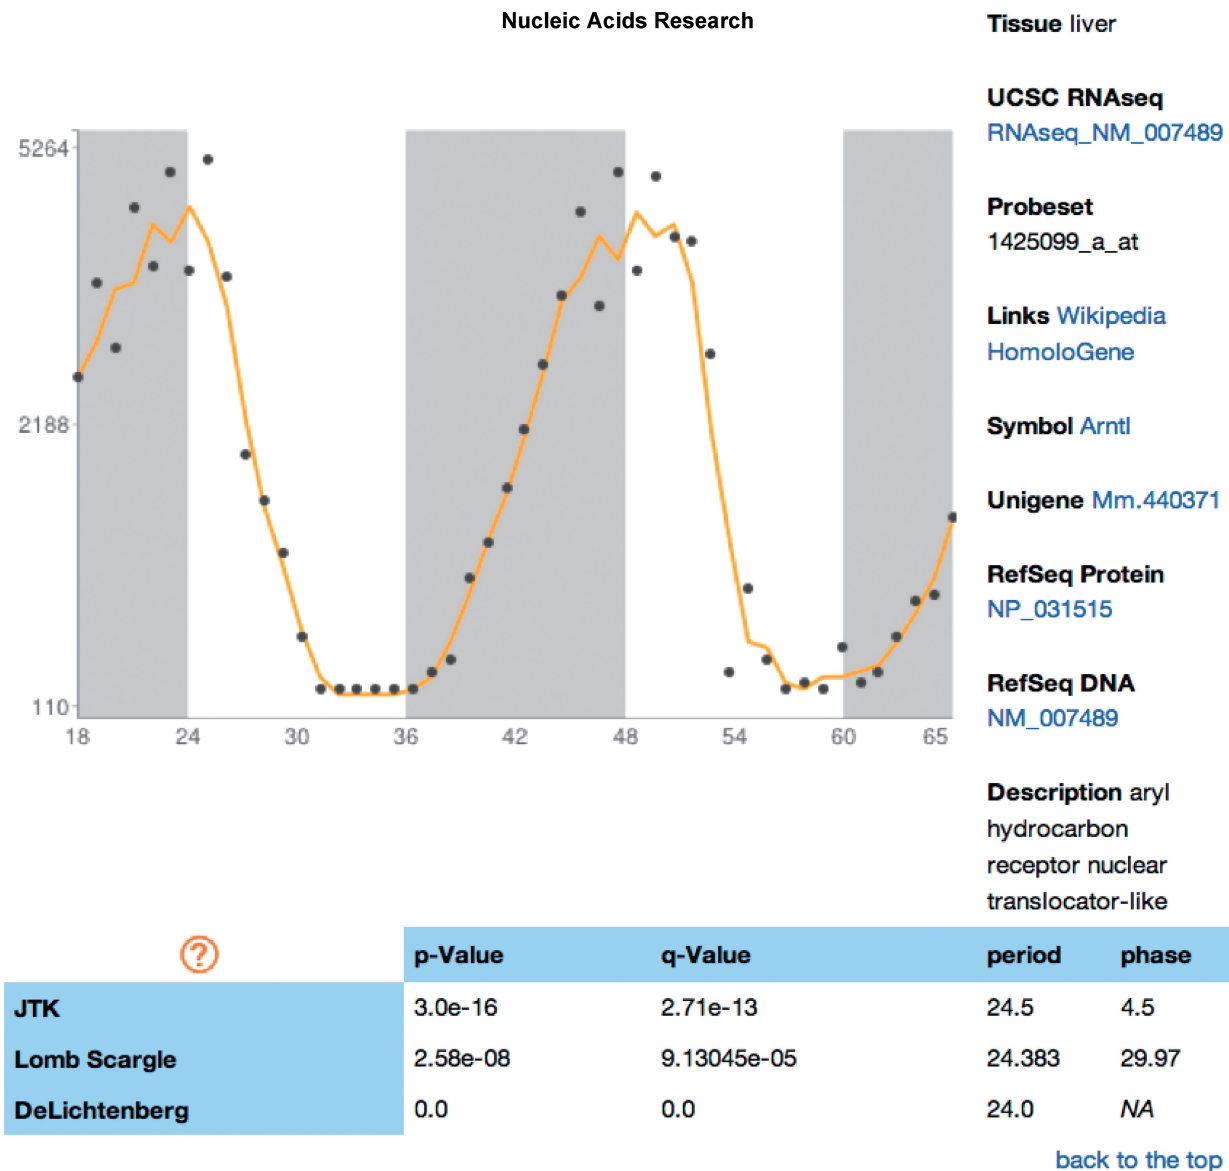 Nucleic Acids Research
Tissue liver
UCSC RNAseq
RNAseq_NM_007489
Probeset
1425099_a_at
Links Wikipedia
HomoloGene
Symbol Arntl
Unigene Mm.440371
RefSeq Protein
NP_031515
RefSeq DNA
NM_007489
Description aryl
hydrocarbon
receptor nuclear
translocator-like
5264
2188
110
18 24 30 36 42 48 54 60 65
? p-Value q-Value period phase
JTK 3.0e-16 2.71e-13 24.5 4.5
Lomb Scargle 2.58e-08 9.13045e-05 24.383 29.97
DeLichtenberg 0.0 0.0 24.0 NA
back to the top